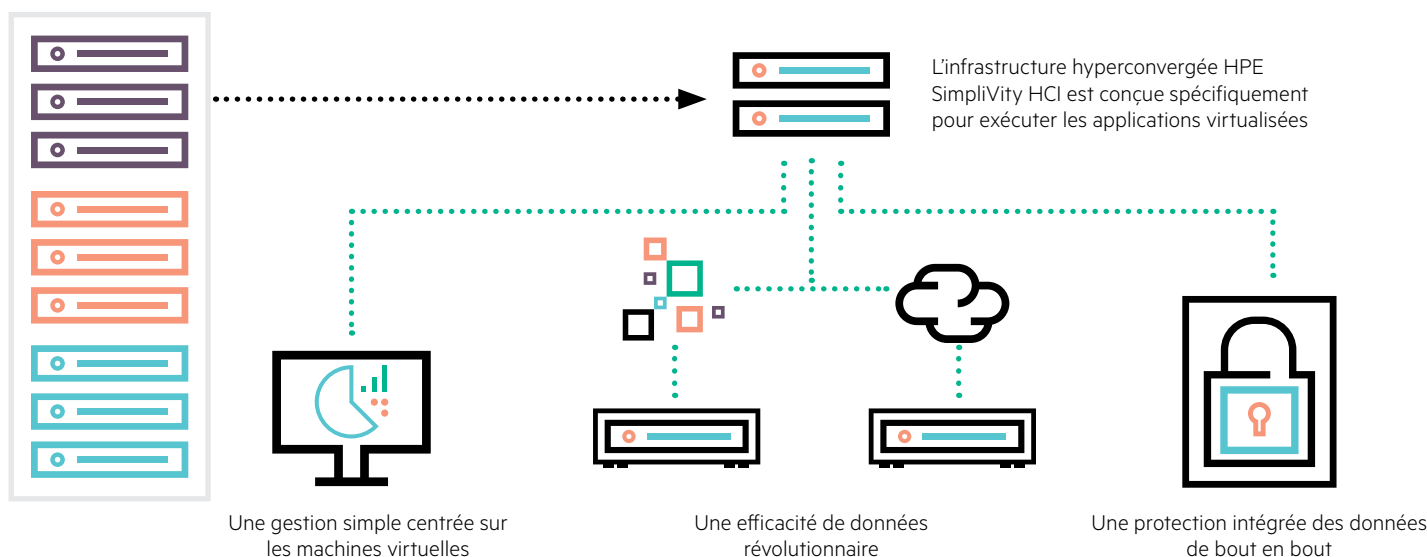 L'infrastructure hyperconvergée HPE
SimpliVity HCI est conçue spécifiquement
pour exécuter les applications virtualisées
Une gestion simple centrée sur
les machines virtuelles
Une efficacité de données
révolutionnaire
Une protection intégrée des données
de bout en bout